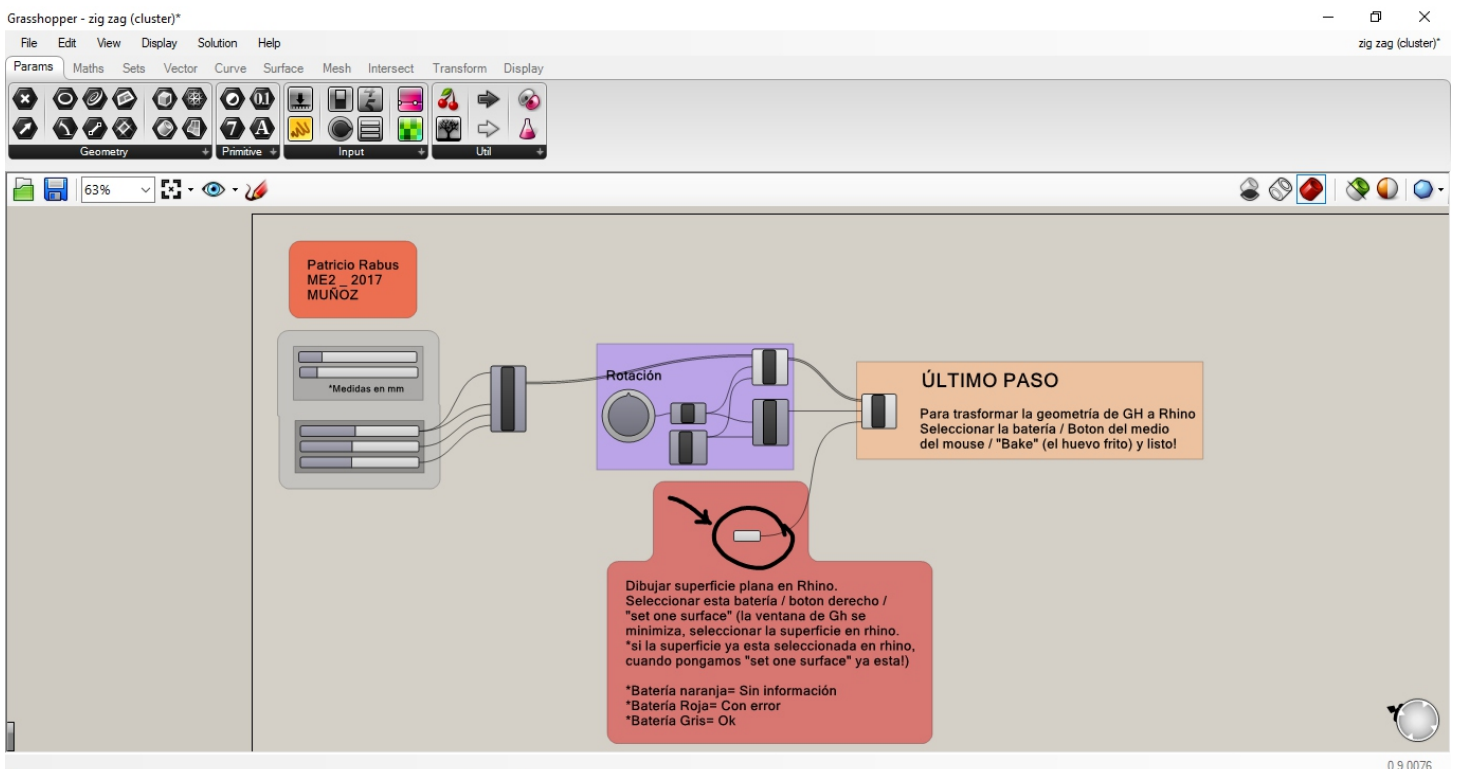 Grasshopper - zig zag (cluster)*
File Edit View Display Solution Help
zig zag (cluster)*
Params Maths Sets Vector Curve Surface Mesh Intersect Transform Display
Geometry Primitive Input Util
63%
Patricio Rabus
ME2 _ 2017
MUÑOZ
*Medidas en mm
Rotación
ÚLTIMO PASO
Para trasformar la geometría de GH a Rhino
Seleccionar la batería / Boton del medio
del mouse / "Bake" (el huevo frito) y listo!
Dibujar superficie plana en Rhino.
Seleccionar esta batería / boton derecho /
"set one surface" (la ventana de Gh se
minimiza, seleccionar la superficie en rhino.
*si la superficie ya esta seleccionada en rhino,
cuando pongamos "set one surface" ya esta!)
*Batería naranja= Sin información
*Batería Roja= Con error
*Batería Gris= Ok
0.9.0076